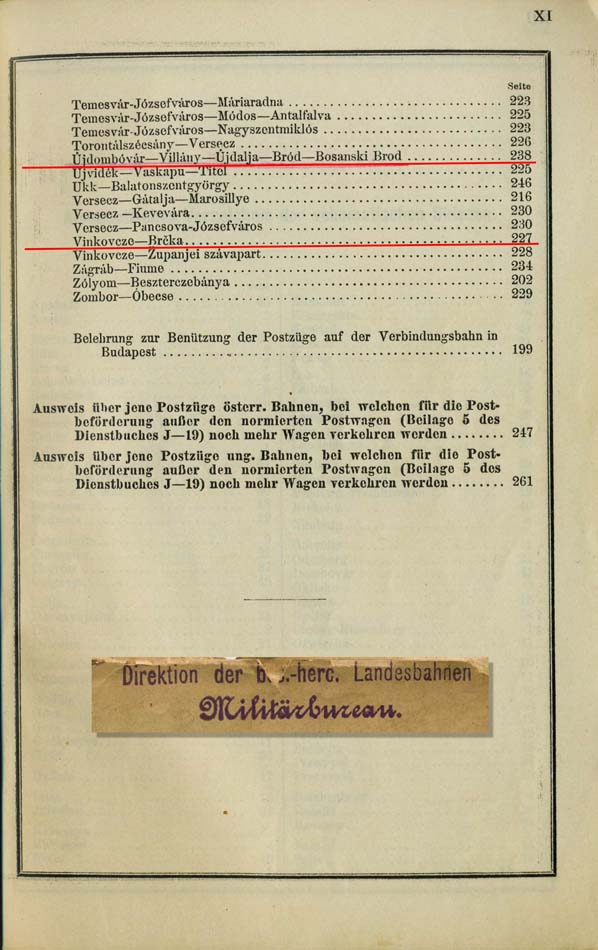 XI
Seite
Temesvár-Józsefváros—Máriaradna . . . . . . . . . . . . . . . . . . . . . . . . . . . . 223
Temesvár-Józsefváros—Módos—Antalfalva . . . . . . . . . . . . . . . . . . . . . . 225
Temesvár-Józsefváros—Nagyszentmiklós . . . . . . . . . . . . . . . . . . . . . . . . 223
Torontálszécsány—Versecz . . . . . . . . . . . . . . . . . . . . . . . . . . . . . . . . . . 226
Újdombóvár—Villány—Újdalja—Bród—Bosanski Brod . . . . . . . . . . . . . 238
Újvidék—Vaskapu—Titel . . . . . . . . . . . . . . . . . . . . . . . . . . . . . . . . . . . . 225
Ukk—Balatonszentgyörgy . . . . . . . . . . . . . . . . . . . . . . . . . . . . . . . . . . . 246
Versecz—Gátalja—Marosillye . . . . . . . . . . . . . . . . . . . . . . . . . . . . . . . . 216
Versecz—Kevevára . . . . . . . . . . . . . . . . . . . . . . . . . . . . . . . . . . . . . . . . 230
Versecz—Pancsova-Józsefváros . . . . . . . . . . . . . . . . . . . . . . . . . . . . . . . 230
Vinkovcze—Brčka . . . . . . . . . . . . . . . . . . . . . . . . . . . . . . . . . . . . . . . . . 227
Vinkovcze—Zupanjei szávapart . . . . . . . . . . . . . . . . . . . . . . . . . . . . . . . 228
Zágráb—Fiume . . . . . . . . . . . . . . . . . . . . . . . . . . . . . . . . . . . . . . . . . . . 234
Zólyom—Beszterczebánya . . . . . . . . . . . . . . . . . . . . . . . . . . . . . . . . . . . 202
Zombor—Óbecse . . . . . . . . . . . . . . . . . . . . . . . . . . . . . . . . . . . . . . . . . . 229
Belehrung zur Benützung der Postzüge auf der Verbindungsbahn in
Budapest . . . . . . . . . . . . . . . . . . . . . . . . . . . . . . . . . . . . . . . . . . . . . 199
Ausweis über jene Postzüge österr. Bahnen, bei welchen für die Post-
beförderung außer den normierten Postwagen (Beilage 5 des
Dienstbuches J—19) noch mehr Wagen verkehren werden . . . . . . . . 247
Ausweis über jene Postzüge ung. Bahnen, bei welchen für die Post-
beförderung außer den normierten Postwagen (Beilage 5 des
Dienstbuches J—19) noch mehr Wagen verkehren werden . . . . . . . . 261
Direktion der -herc. Landesbahnen
Militärbureau.